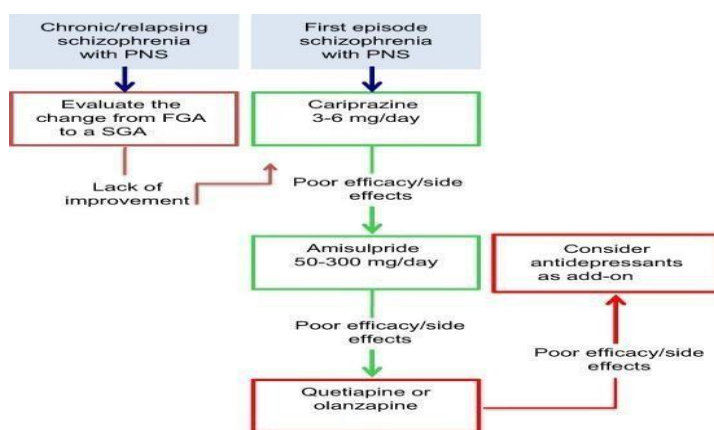 Chronic/relapsing
schizophrenia
with PNS
First episode
schizophrenia
with PNS
Evaluate the
change from FGA
to a SGA
Cariprazine
3-6 mg/day
Lack of
improvement
Poor efficacy/side
effects
Amisulpride
50-300 mg/day
Consider
antidepressants
as add-on
Poor efficacy/side
effects
Poor efficacy/side
effects
Quetiapine or
olanzapine